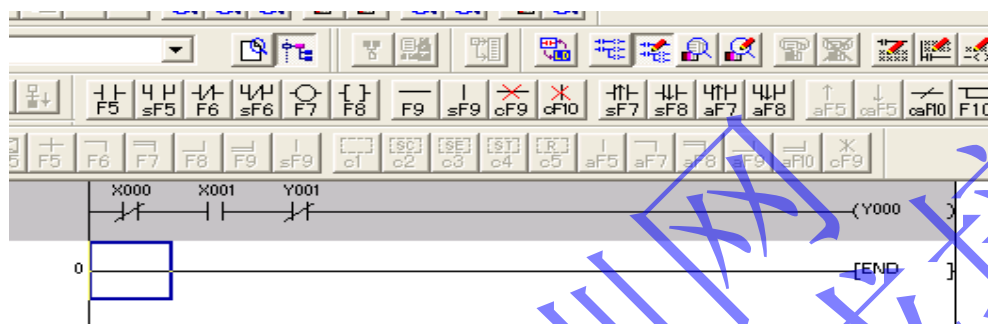 F5 sF5 F6 sF6 F7 F8 F9 sF9 cF9 cF10 sF7 sF8 aF7 aF8 aF5 caF5 caF10 F10
F5 F6 F7 F8 F9 sF9 c1 c2 c3 c4 c5 aF5 aF7 aF8 aF9 aF10 cF9
X000 X001 Y001
(Y000 )
0 [END ]